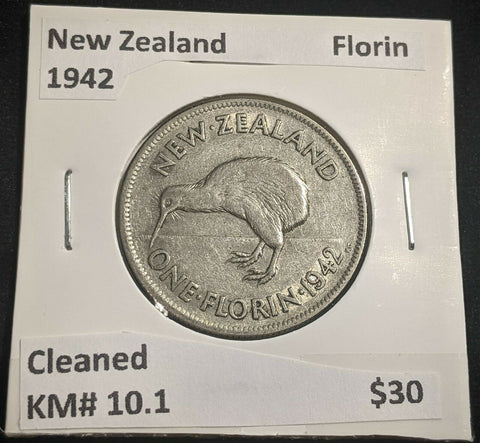 New Zealand Florin
1942
NEW·ZEALAND
ONE·FLORIN·1942
Cleaned
KM# 10.1 $30